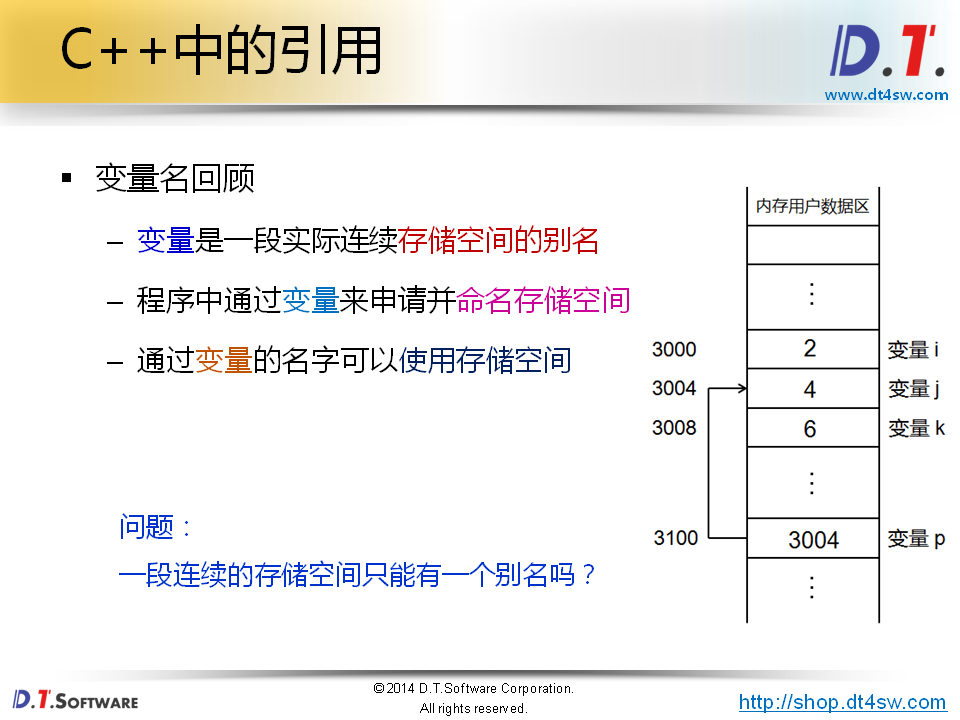 C++中的引用
D.T.
www.dt4sw.com
▪ 变量名回顾
– 变量是一段实际连续存储空间的别名
– 程序中通过变量来申请并命名存储空间
– 通过变量的名字可以使用存储空间
问题：
一段连续的存储空间只能有一个别名吗？
内存用户数据区
⋮
3000 2 变量 i
3004 4 变量 j
3008 6 变量 k
⋮
3100 3004 变量 p
⋮
D.T.SOFTWARE
©2014 D.T.Software Corporation.
All rights reserved.
http://shop.dt4sw.com